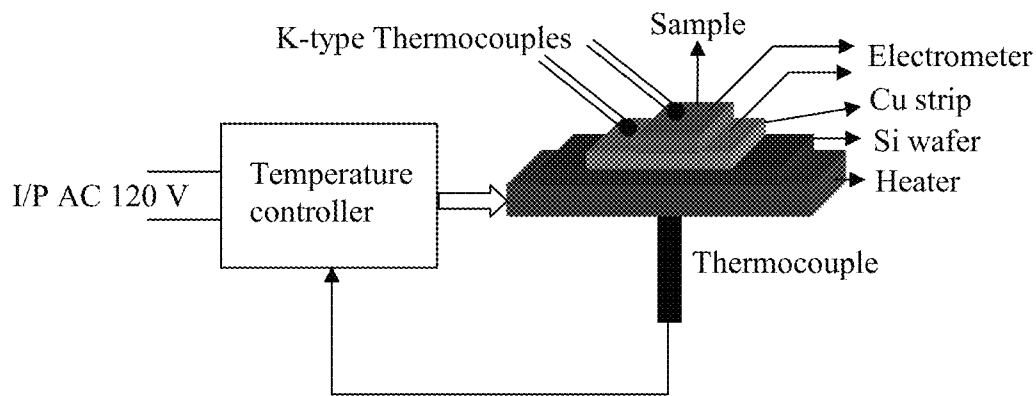 Sample
K-type Thermocouples
Electrometer
Cu strip
Si wafer
Heater
I/P AC 120 V
Temperature
controller
Thermocouple